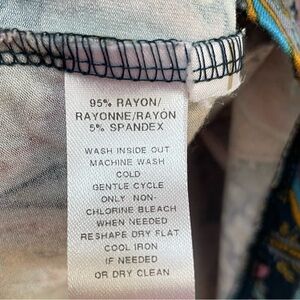 95% RAYON/
RAYONNE/RAYÓN
5% SPANDEX
WASH INSIDE OUT
MACHINE WASH
COLD
GENTLE CYCLE
ONLY NON
CHLORINE BLEACH
WHEN NEEDED
RESHAPE DRY FLAT
COOL IRON
IF NEEDED
OR DRY CLEAN